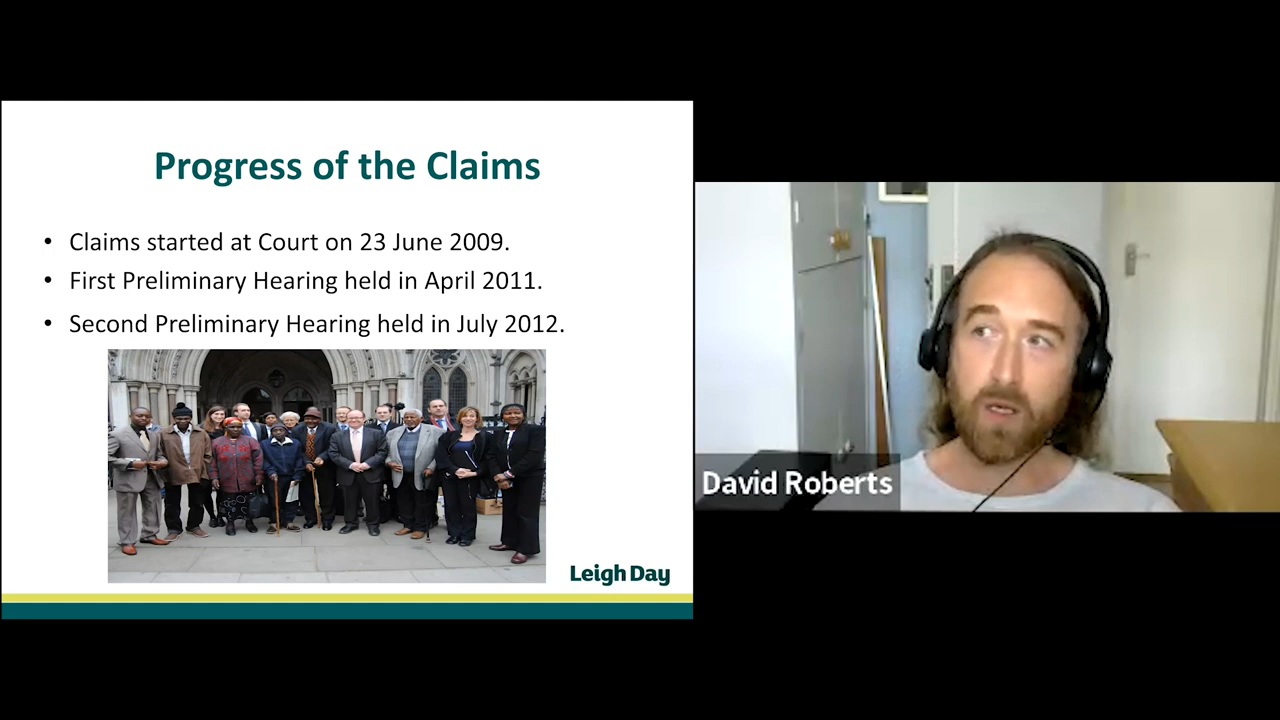 Progress of the Claims
• Claims started at Court on 23 June 2009.
• First Preliminary Hearing held in April 2011.
• Second Preliminary Hearing held in July 2012.
Leigh Day
David Roberts